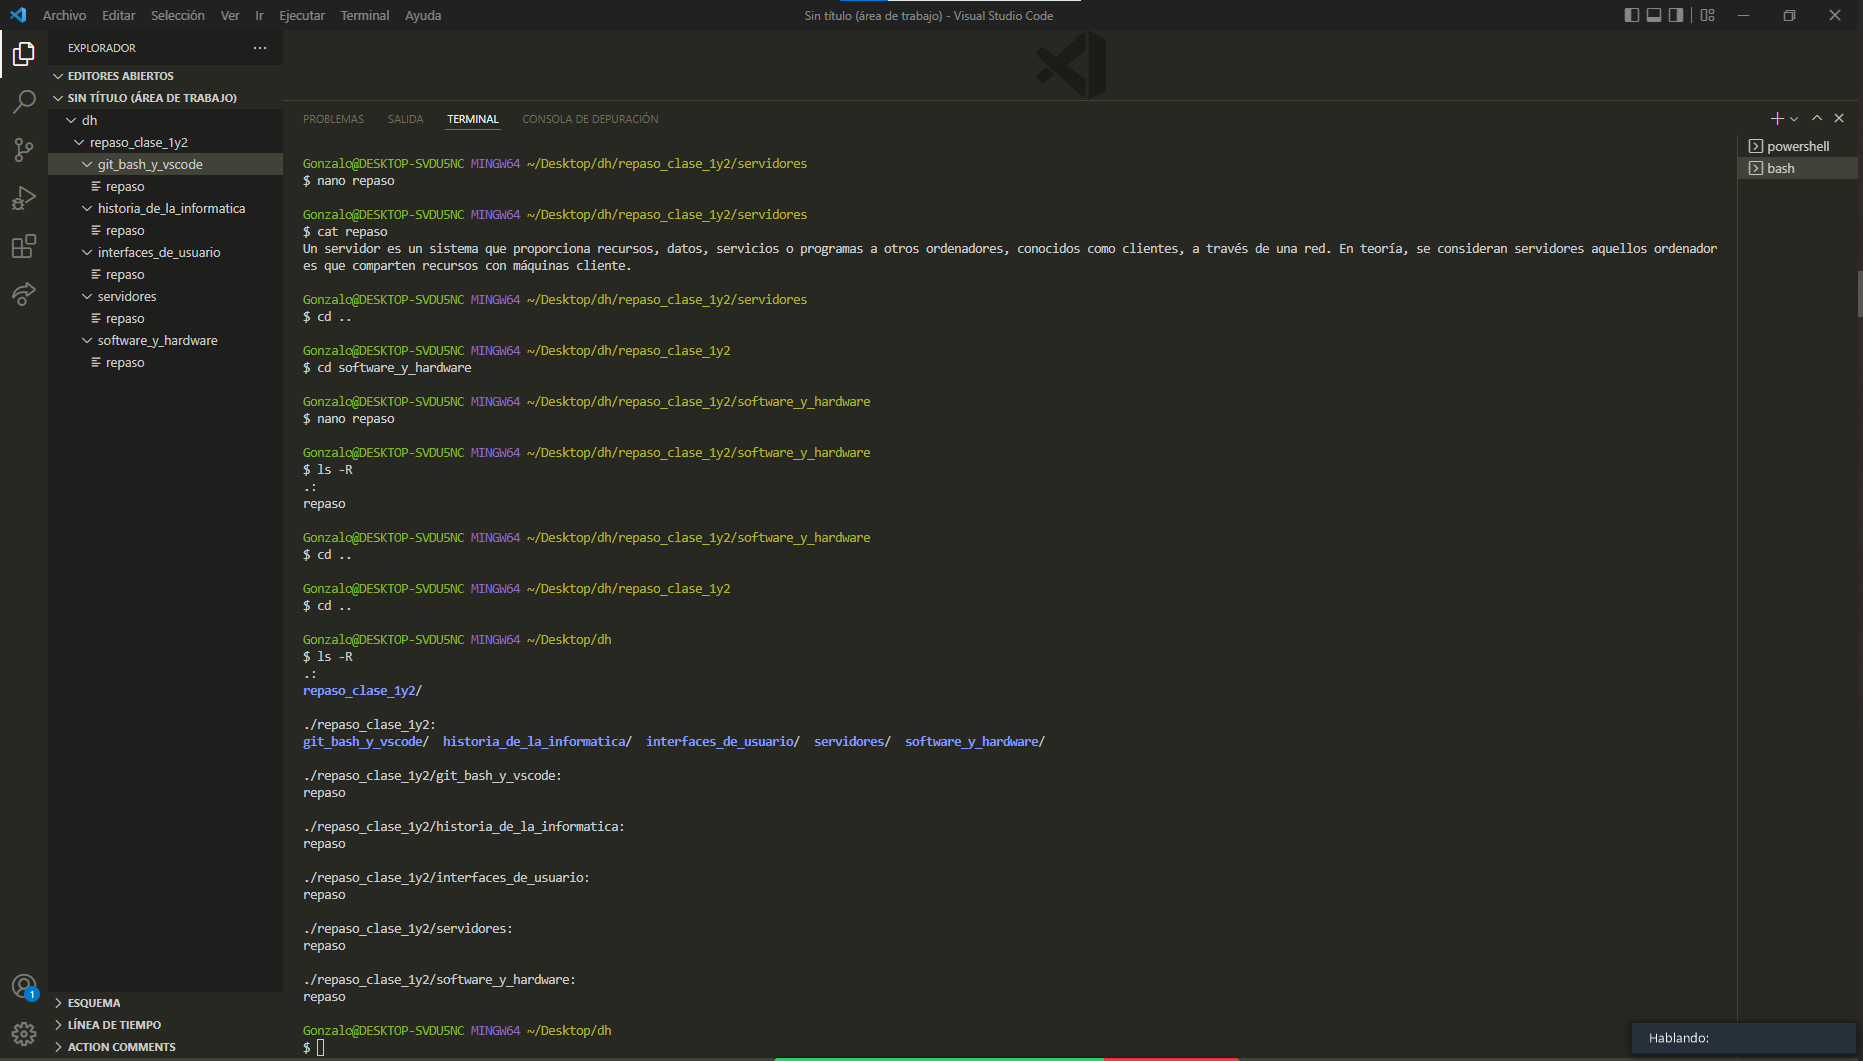 Archivo Editar Selección Ver Ir Ejecutar Terminal Ayuda
Sin título (área de trabajo) - Visual Studio Code
EXPLORADOR
EDITORES ABIERTOS
SIN TÍTULO (ÁREA DE TRABAJO)
dh
repaso_clase_1y2
git_bash_y_vscode
repaso
historia_de_la_informatica
repaso
interfaces_de_usuario
repaso
servidores
repaso
software_y_hardware
repaso
ESQUEMA
LÍNEA DE TIEMPO
ACTION COMMENTS
1
PROBLEMAS SALIDA TERMINAL CONSOLA DE DEPURACIÓN
Gonzalo@DESKTOP-SVDU5NC MINGW64 ~/Desktop/dh/repaso_clase_1y2/servidores
$ nano repaso
Gonzalo@DESKTOP-SVDU5NC MINGW64 ~/Desktop/dh/repaso_clase_1y2/servidores
$ cat repaso
Un servidor es un sistema que proporciona recursos, datos, servicios o programas a otros ordenadores, conocidos como clientes, a través de una red. En teoría, se consideran servidores aquellos ordenador
es que comparten recursos con máquinas cliente.
Gonzalo@DESKTOP-SVDU5NC MINGW64 ~/Desktop/dh/repaso_clase_1y2/servidores
$ cd ..
Gonzalo@DESKTOP-SVDU5NC MINGW64 ~/Desktop/dh/repaso_clase_1y2
$ cd software_y_hardware
Gonzalo@DESKTOP-SVDU5NC MINGW64 ~/Desktop/dh/repaso_clase_1y2/software_y_hardware
$ nano repaso
Gonzalo@DESKTOP-SVDU5NC MINGW64 ~/Desktop/dh/repaso_clase_1y2/software_y_hardware
$ ls -R
.:
repaso
Gonzalo@DESKTOP-SVDU5NC MINGW64 ~/Desktop/dh/repaso_clase_1y2/software_y_hardware
$ cd ..
Gonzalo@DESKTOP-SVDU5NC MINGW64 ~/Desktop/dh/repaso_clase_1y2
$ cd ..
Gonzalo@DESKTOP-SVDU5NC MINGW64 ~/Desktop/dh
$ ls -R
.:
repaso_clase_1y2/
./repaso_clase_1y2:
git_bash_y_vscode/ historia_de_la_informatica/ interfaces_de_usuario/ servidores/ software_y_hardware/
./repaso_clase_1y2/git_bash_y_vscode:
repaso
./repaso_clase_1y2/historia_de_la_informatica:
repaso
./repaso_clase_1y2/interfaces_de_usuario:
repaso
./repaso_clase_1y2/servidores:
repaso
./repaso_clase_1y2/software_y_hardware:
repaso
Gonzalo@DESKTOP-SVDU5NC MINGW64 ~/Desktop/dh
$
powershell
bash
Hablando: